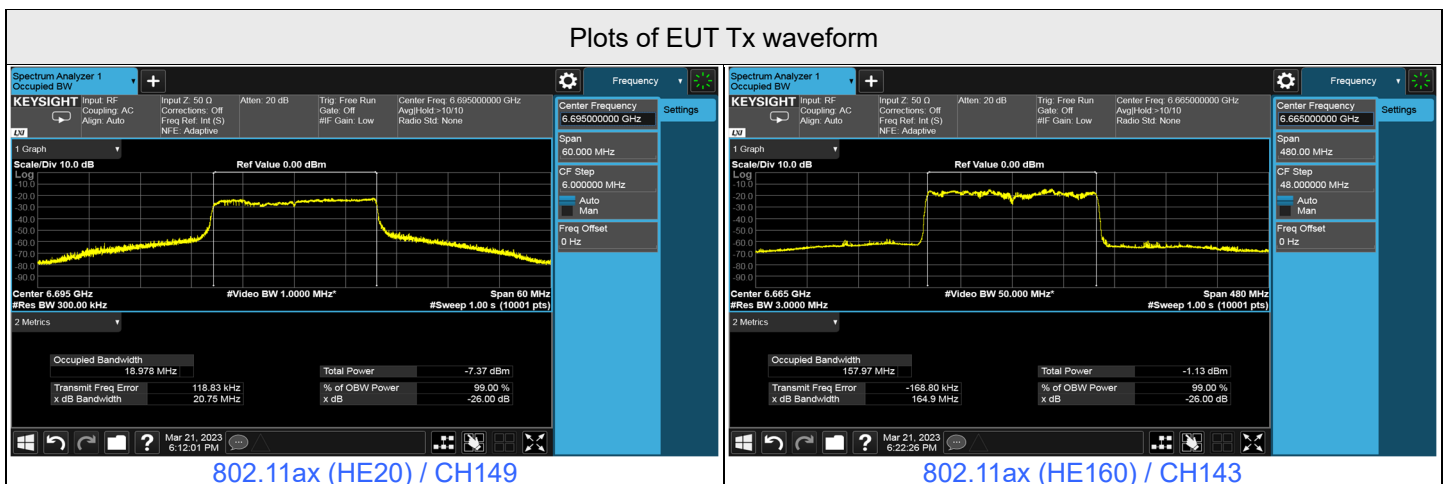 Plots of EUT Tx waveform
Spectrum Analyzer 1
Occupied BW
Frequency
KEYSIGHT
Input: RF
Coupling: AC
Align: Auto
Input Z: 50 Ω
Corrections: Off
Freq Ref: Int (S)
NFE: Adaptive
Atten: 20 dB
Trig: Free Run
Gate: Off
#IF Gain: Low
Center Freq: 6.695000000 GHz
Avg|Hold:>10/10
Radio Std: None
LXI
Center Frequency
6.695000000 GHz
Settings
Span
60.000 MHz
CF Step
6.000000 MHz
Auto
Man
Freq Offset
0 Hz
1 Graph
Scale/Div 10.0 dB
Ref Value 0.00 dBm
Log
-10.0
-20.0
-30.0
-40.0
-50.0
-60.0
-70.0
-80.0
-90.0
Center 6.695 GHz
#Video BW 1.0000 MHz*
Span 60 MHz
#Res BW 300.00 kHz
#Sweep 1.00 s (10001 pts)
2 Metrics
Occupied Bandwidth
18.978 MHz
Total Power
-7.37 dBm
Transmit Freq Error
118.83 kHz
% of OBW Power
99.00 %
x dB Bandwidth
20.75 MHz
x dB
-26.00 dB
?
Mar 21, 2023
6:12:01 PM
802.11ax (HE20) / CH149
Spectrum Analyzer 1
Occupied BW
Frequency
KEYSIGHT
Input: RF
Coupling: AC
Align: Auto
Input Z: 50 Ω
Corrections: Off
Freq Ref: Int (S)
NFE: Adaptive
Atten: 20 dB
Trig: Free Run
Gate: Off
#IF Gain: Low
Center Freq: 6.665000000 GHz
Avg|Hold:>10/10
Radio Std: None
LXI
Center Frequency
6.665000000 GHz
Settings
Span
480.00 MHz
CF Step
48.000000 MHz
Auto
Man
Freq Offset
0 Hz
1 Graph
Scale/Div 10.0 dB
Ref Value 0.00 dBm
Log
-10.0
-20.0
-30.0
-40.0
-50.0
-60.0
-70.0
-80.0
-90.0
Center 6.665 GHz
#Video BW 50.000 MHz*
Span 480 MHz
#Res BW 3.0000 MHz
#Sweep 1.00 s (10001 pts)
2 Metrics
Occupied Bandwidth
157.97 MHz
Total Power
-1.13 dBm
Transmit Freq Error
-168.80 kHz
% of OBW Power
99.00 %
x dB Bandwidth
164.9 MHz
x dB
-26.00 dB
?
Mar 21, 2023
6:22:26 PM
802.11ax (HE160) / CH143